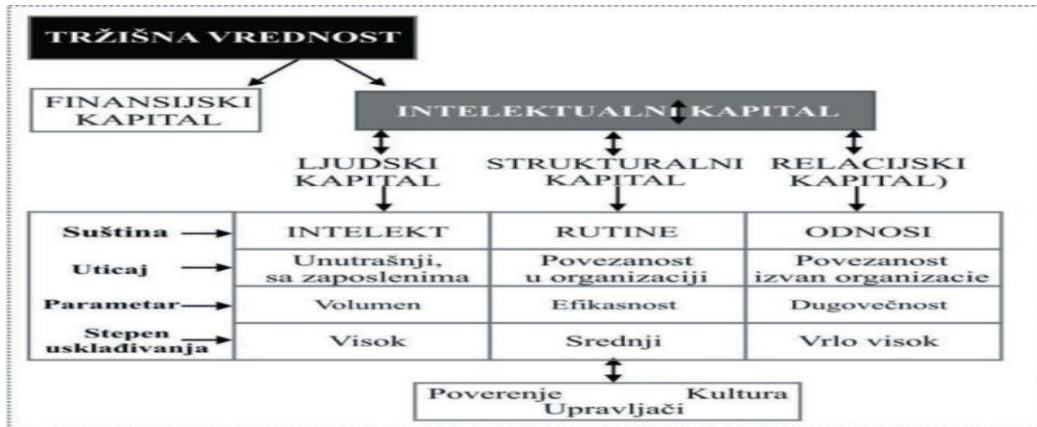 TRŽIŠNA VREDNOST
FINANSIJSKI
KAPITAL
INTELEKTUALNI KAPITAL
LJUDSKI
KAPITAL
STRUKTURALNI
KAPITAL
RELACIJSKI
KAPITAL)
Suština
INTELEKT
RUTINE
ODNOSI
Uticaj
Unutrašnji,
sa zaposlenima
Povezanost
u organizaciji
Povezanost
izvan organizacie
Parametar
Volumen
Efikasnost
Dugovečnost
Stepen
usklađivanja
Visok
Srednji
Vrlo visok
Poverenje Kultura
Upravljači